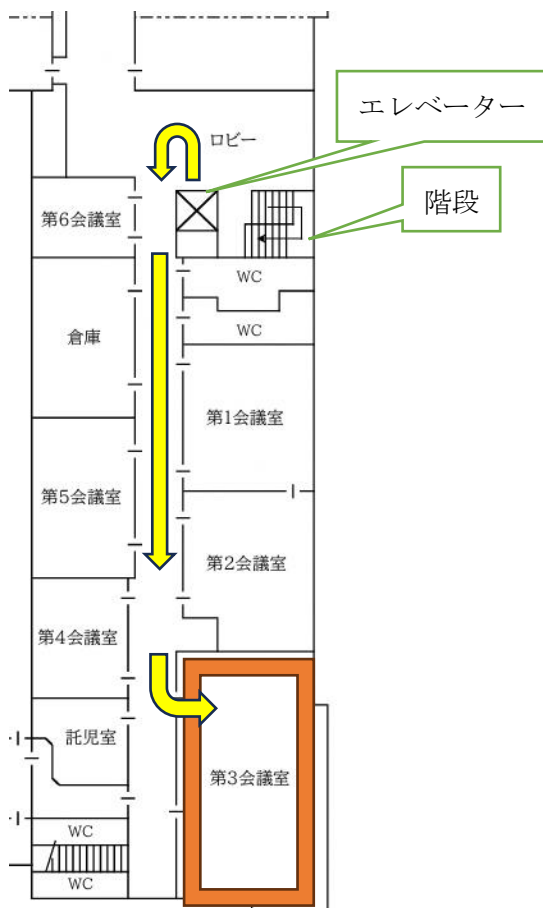 エレベーター
ロビー
階段
第6会議室
WC
倉庫
WC
第1会議室
第5会議室
第2会議室
第4会議室
託児室
第3会議室
WC
WC